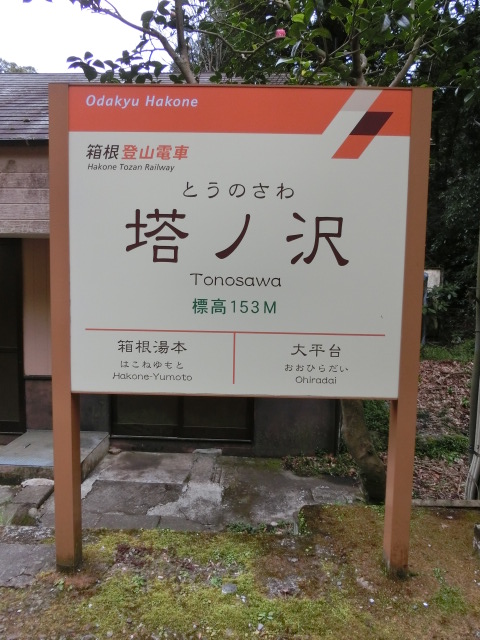 Odakyu Hakone
箱根登山電車
Hakone Tozan Railway
とうのさわ
塔ノ沢
Tonosawa
標高153M
箱根湯本
はこねゆもと
Hakone-Yumoto
大平台
おおひらだい
Ohiradai